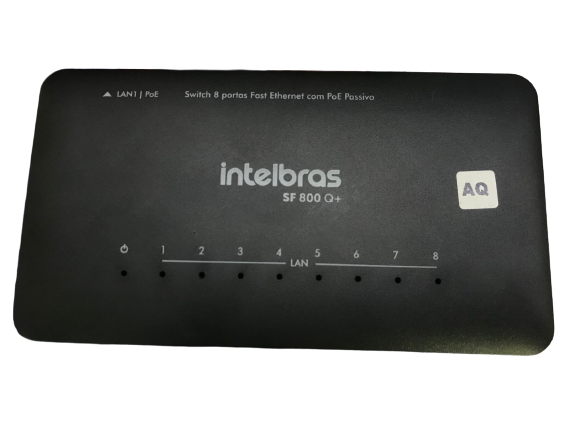 ▲ LAN1 | PoE Switch 8 portas Fast Ethernet com PoE Passivo
intelbras
SF 800 Q+
AQ
1 2 3 4 5 6 7 8
LAN